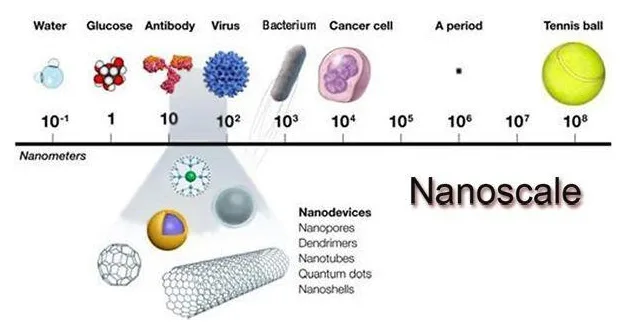 Water Glucose Antibody Virus Bacterium Cancer cell A period Tennis ball
10⁻¹ 1 10 10² 10³ 10⁴ 10⁵ 10⁶ 10⁷ 10⁸
Nanometers
Nanoscale
Nanodevices
Nanopores
Dendrimers
Nanotubes
Quantum dots
Nanoshells